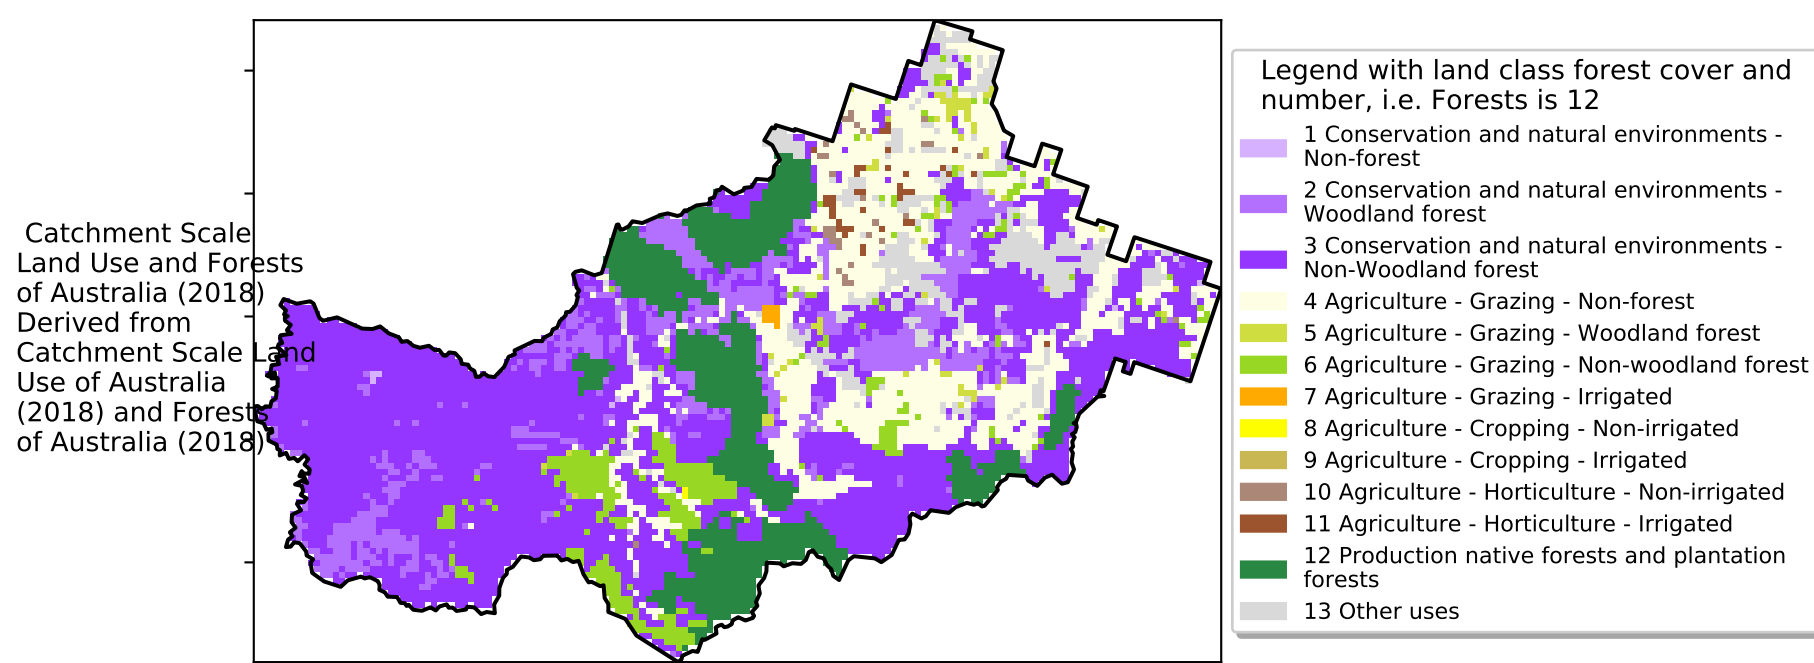 Catchment Scale
Land Use and Forests
of Australia (2018)
Derived from
Catchment Scale Land
Use of Australia
(2018) and Forests
of Australia (2018)
Legend with land class forest cover and
number, i.e. Forests is 12
1 Conservation and natural environments -
Non-forest
2 Conservation and natural environments -
Woodland forest
3 Conservation and natural environments -
Non-Woodland forest
4 Agriculture - Grazing - Non-forest
5 Agriculture - Grazing - Woodland forest
6 Agriculture - Grazing - Non-woodland forest
7 Agriculture - Grazing - Irrigated
8 Agriculture - Cropping - Non-irrigated
9 Agriculture - Cropping - Irrigated
10 Agriculture - Horticulture - Non-irrigated
11 Agriculture - Horticulture - Irrigated
12 Production native forests and plantation
forests
13 Other uses